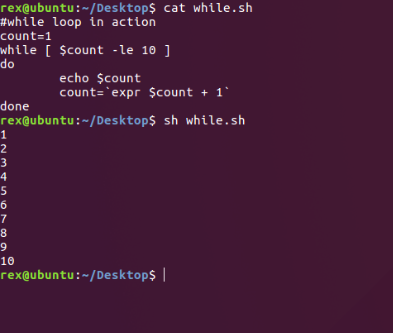 rex@ubuntu:~/Desktop$ cat while.sh
#while loop in action
count=1
while [ $count -le 10 ]
do
        echo $count
        count=`expr $count + 1`
done
rex@ubuntu:~/Desktop$ sh while.sh
1
2
3
4
5
6
7
8
9
10
rex@ubuntu:~/Desktop$